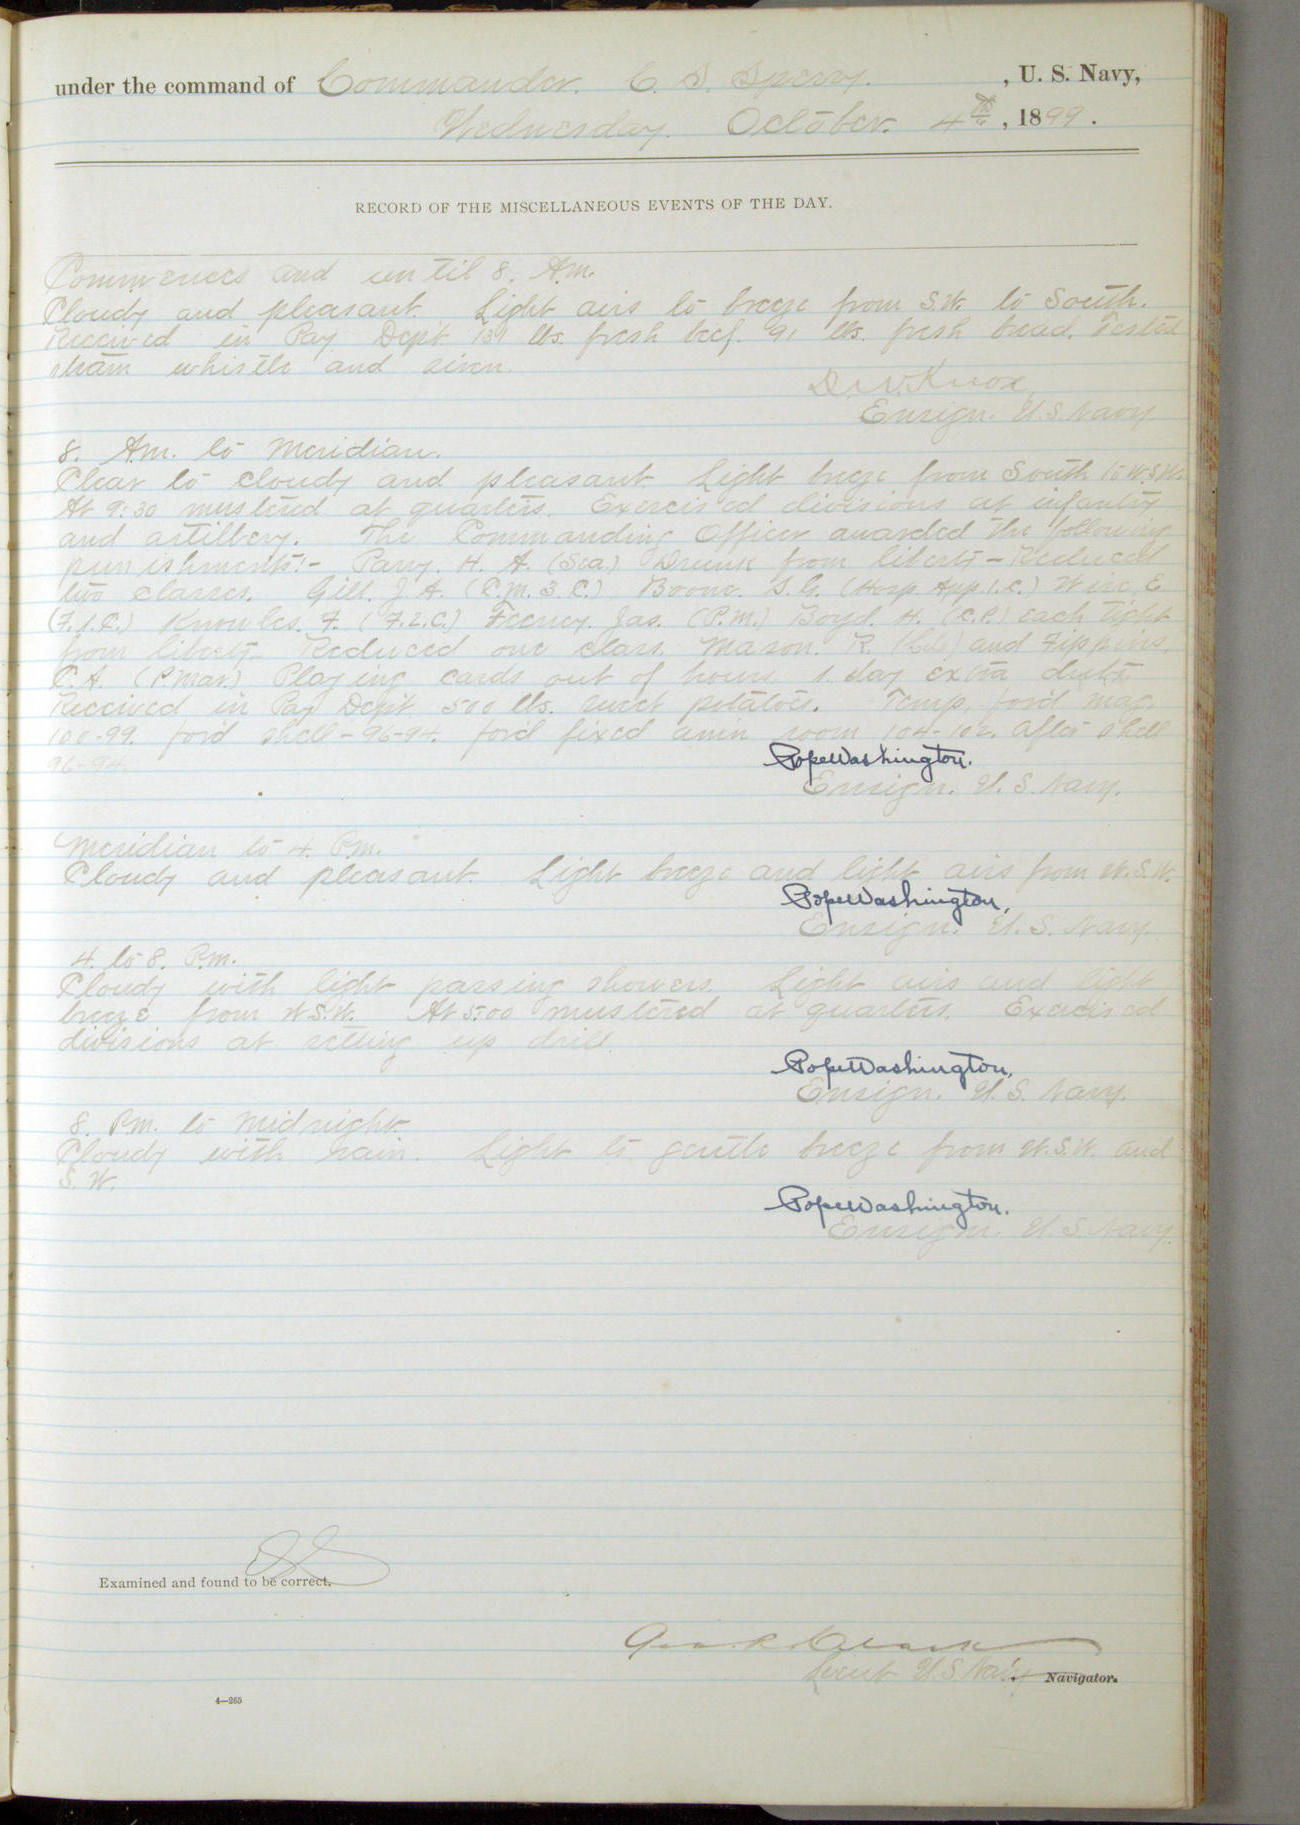 under the command of Commander. C. S. Sperry. , U. S. Navy,
Wednesday. October. 4th , 1899.
RECORD OF THE MISCELLANEOUS EVENTS OF THE DAY.
Commences and until 8. Am.
Cloudy and pleasant. Light airs to breeze from S.W. to South.
Received in Pay Dept 139 lbs. fresh beef. 91 lbs. fresh bread. Tested
steam whistle and siren.
D. W. Knox
Ensign. U.S. Navy
8. Am. to Meridian.
Clear to cloudy and pleasant. Light breeze from South to W.S.W.
At 9:30 mustered at quarters. Exercised divisions at infantry
and artillery. The Commanding Officer awarded the following
punishments:- Parry. H. A. (Sea) Drunk from liberty - Reduced
two classes. Gill. J. A. (C.M. 3. C.) Boone. S. G. (Hosp. App. 1. C.) E.
(F.1.C.) Knowles. F. (F.2.C.) Feeney. Jas. (P.M.) Boyd. H. (C.P.) each tight
from liberty - Reduced one class. Mason. R. and Fippins.
C. A. (P.Mar.) Playing cards out of hours 1. day extra duty.
Received in Pay Dept. 500 lbs. sweet potatoes. Temp. for'd mag.
100-99. for'd shell - 96-94. for'd fixed amm room 104-102. after shell
96-94.
Pope Washington.
Ensign. U. S. Navy.
Meridian to 4. Pm.
Cloudy and pleasant. Light breeze and light airs from W.S.W.
Pope Washington.
Ensign. U. S. Navy.
4. to 8. P.m.
Cloudy with light passing showers. Light airs and light
breeze from W.S.W. At 5:00 mustered at quarters. Exercised
divisions at setting up drill.
Pope Washington.
Ensign. U. S. Navy.
8. Pm. to Midnight.
Cloudy with rain. Light to gentle breeze from W.S.W. and
S. W.
Pope Washington.
Ensign. U. S Navy.
Examined and found to be correct.
Geo. R. Clark
Lieut U.S Navy Navigator.
4—265